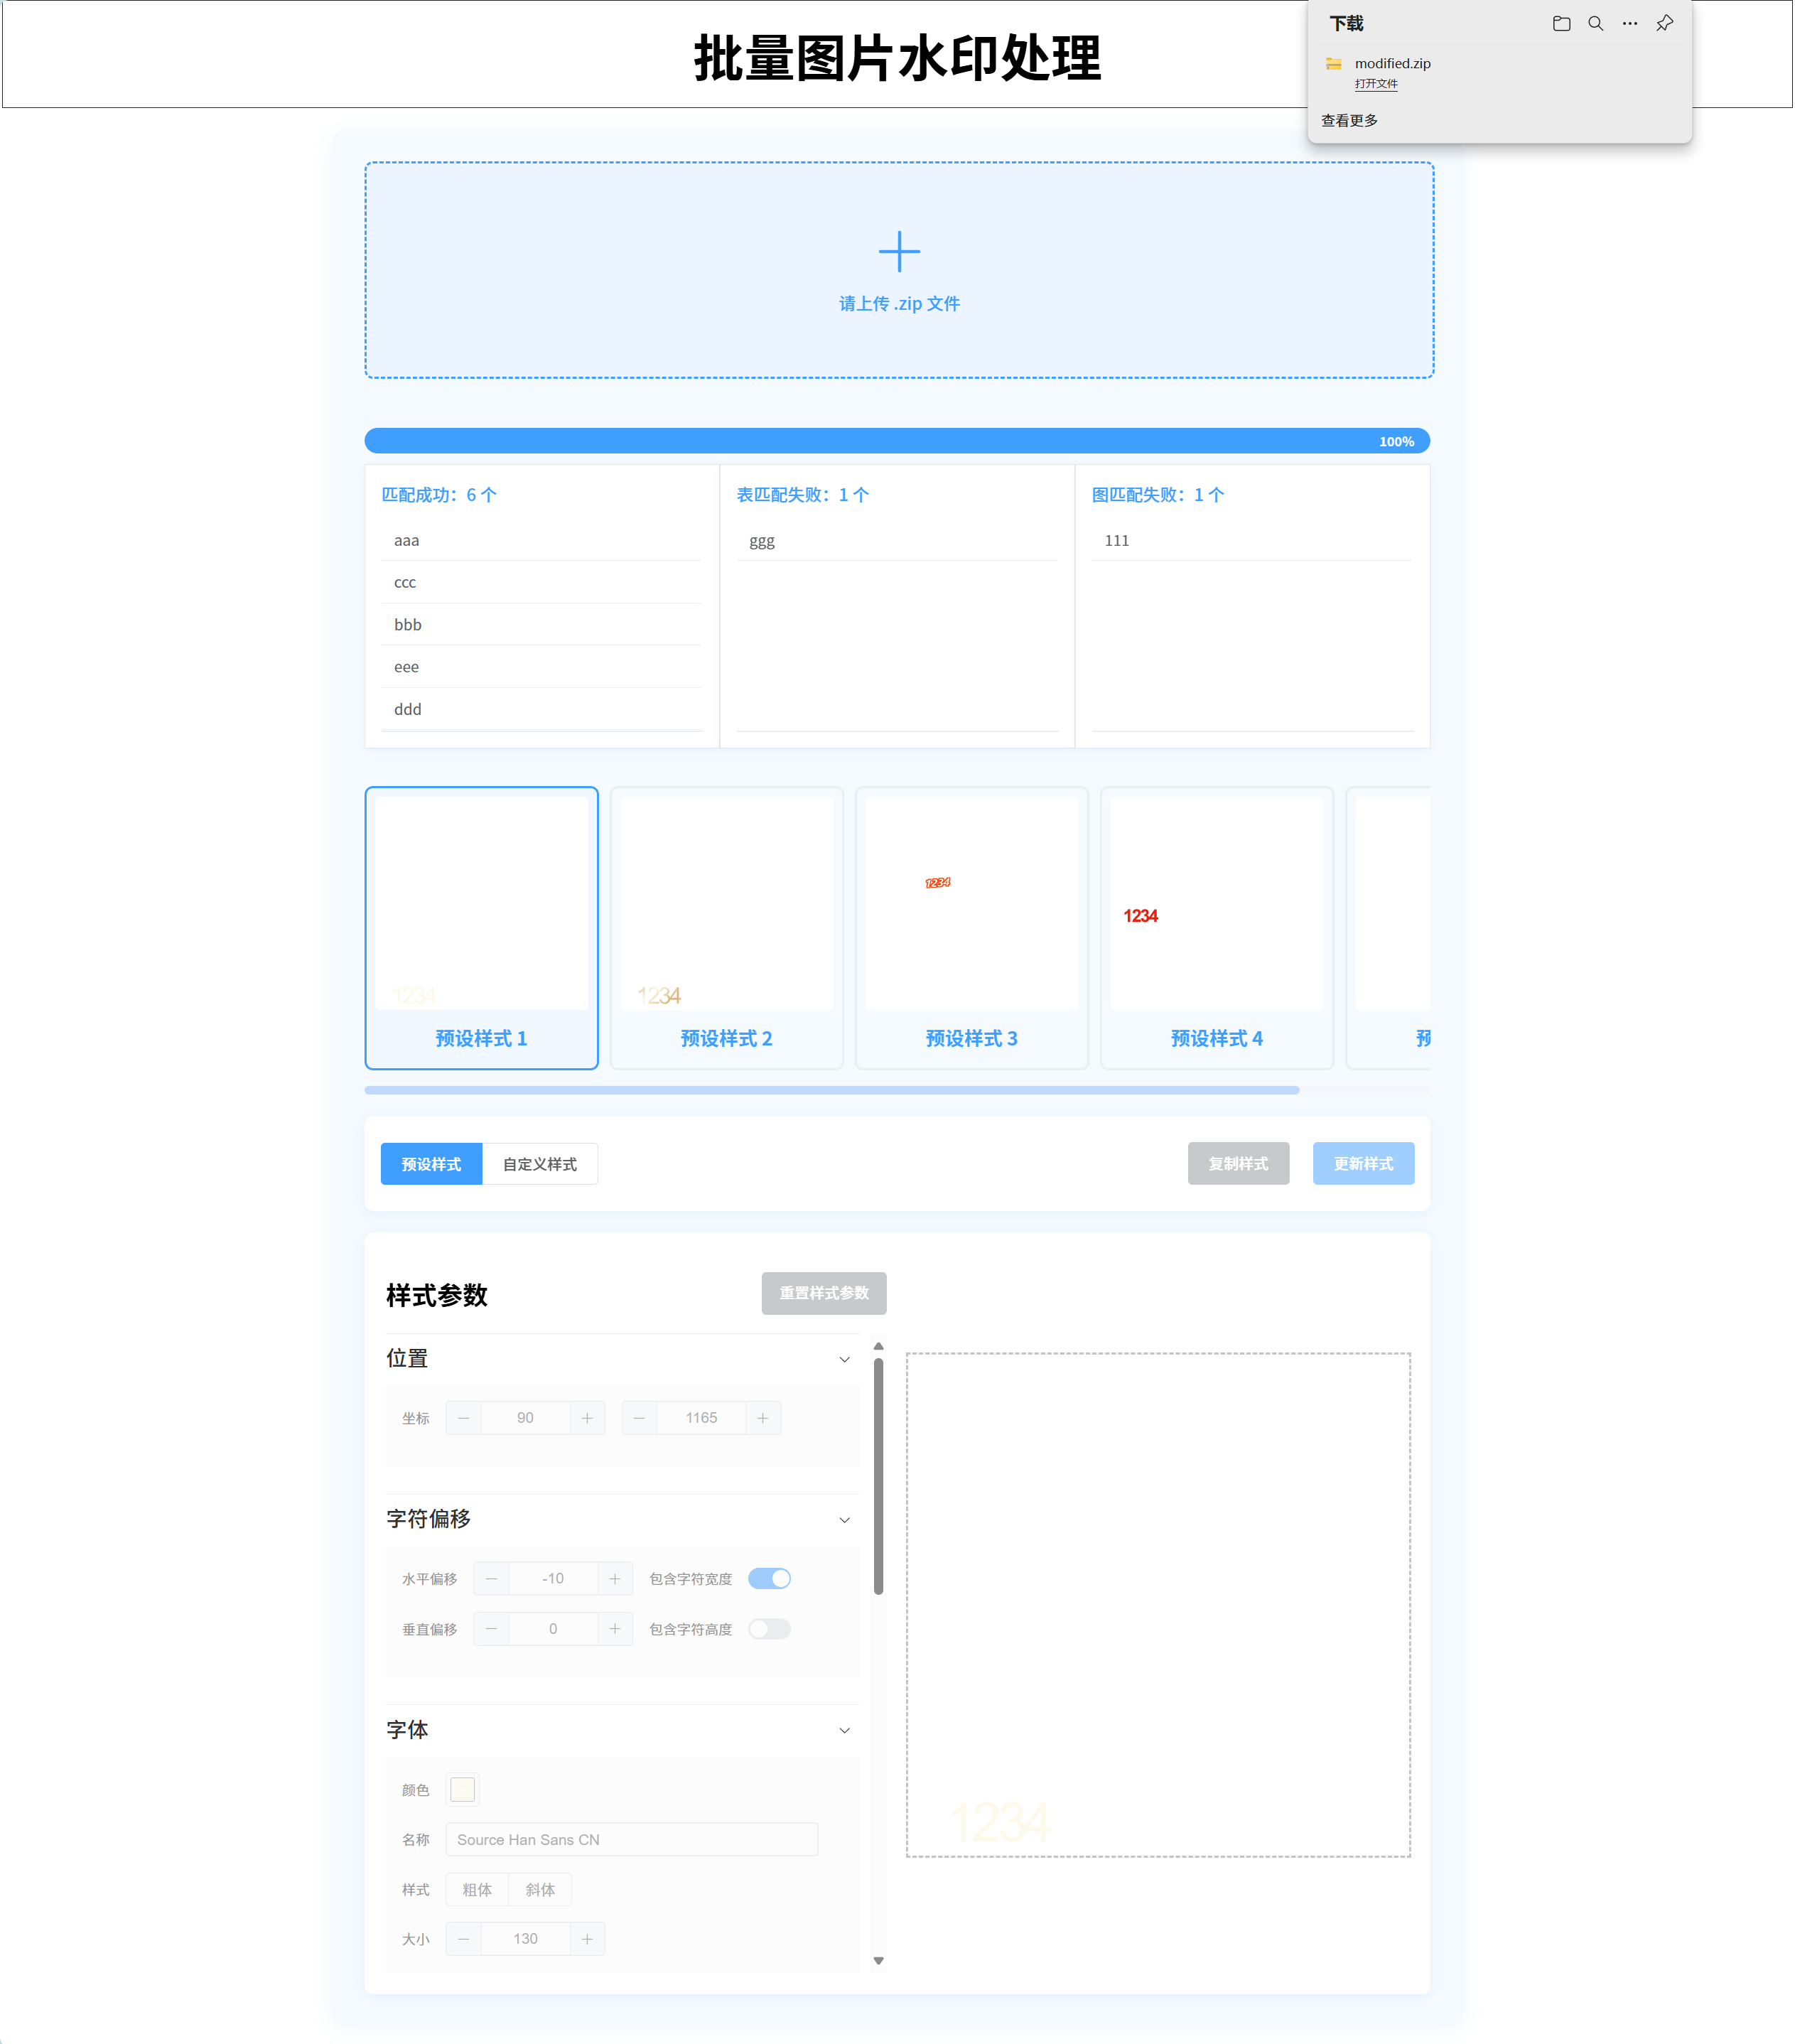 批量图片水印处理
下载
modified.zip
打开文件
查看更多
请上传 .zip 文件
100%
匹配成功：6 个
aaa
ccc
bbb
eee
ddd
表匹配失败：1 个
ggg
图匹配失败：1 个
111
1234
预设样式 1
1234
预设样式 2
1234
预设样式 3
1234
预设样式 4
预设样式
自定义样式
复制样式
更新样式
样式参数
重置样式参数
位置
坐标
90
1165
字符偏移
水平偏移
-10
包含字符宽度
垂直偏移
0
包含字符高度
字体
颜色
名称
Source Han Sans CN
样式
粗体
斜体
大小
130
1234